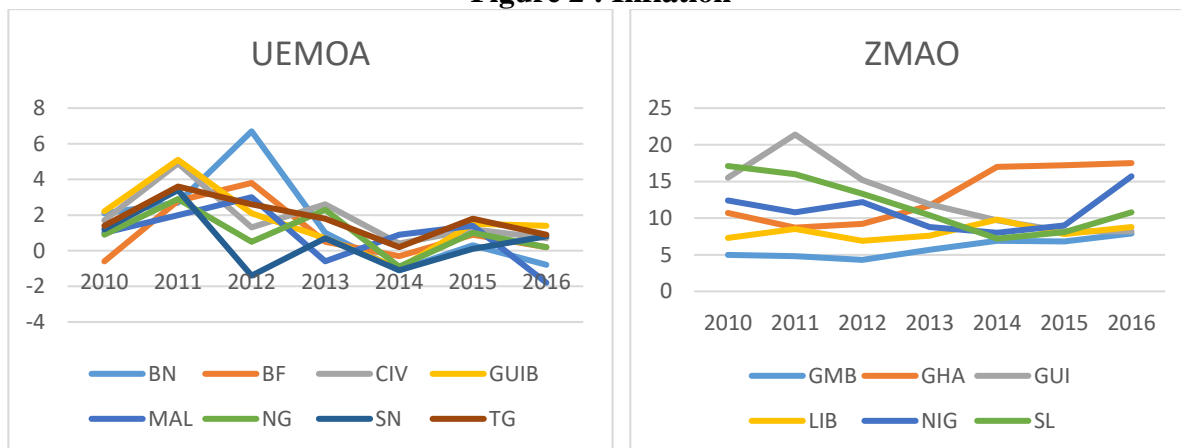 Figure 2 : Inflation
UEMOA
8
6
4
2
0
-2
-4
2010 2011 2012 2013 2014 2015 2016
BN BF CIV GUIB
MAL NG SN TG
ZMAO
25
20
15
10
5
0
2010 2011 2012 2013 2014 2015 2016
GMB GHA GUI
LIB NIG SL